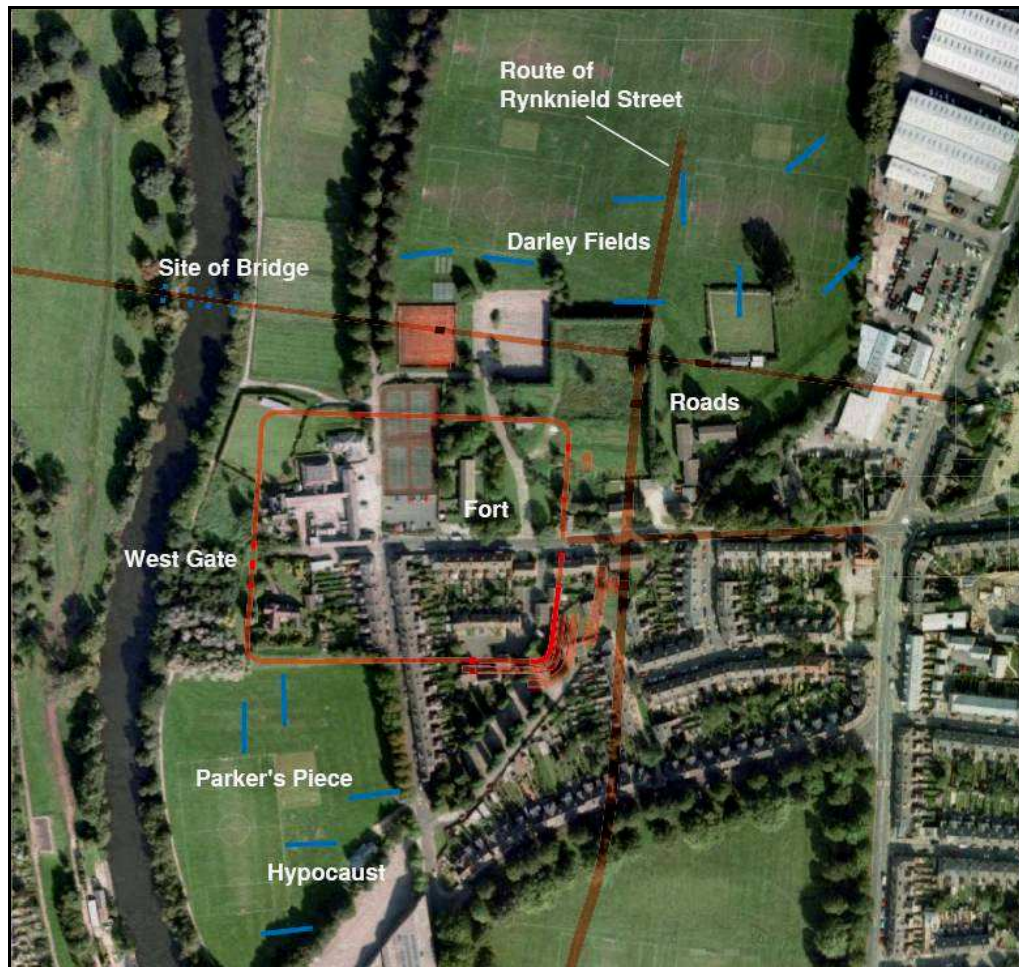 Route of
Rynknield Street
Darley Fields
Site of Bridge
Roads
Fort
West Gate
Parker's Piece
Hypocaust